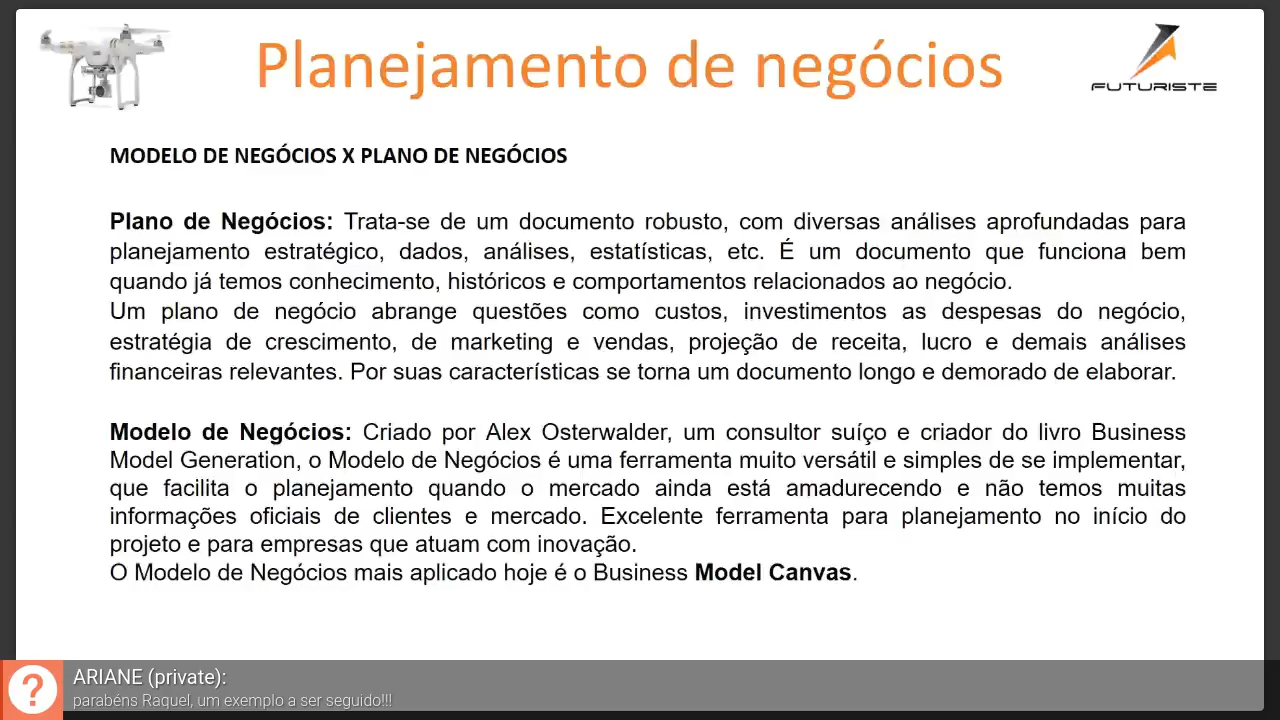 Planejamento de negócios
FUTURISTE
MODELO DE NEGÓCIOS X PLANO DE NEGÓCIOS
Plano de Negócios: Trata-se de um documento robusto, com diversas análises aprofundadas para
planejamento estratégico, dados, análises, estatísticas, etc. É um documento que funciona bem
quando já temos conhecimento, históricos e comportamentos relacionados ao negócio.
Um plano de negócio abrange questões como custos, investimentos as despesas do negócio,
estratégia de crescimento, de marketing e vendas, projeção de receita, lucro e demais análises
financeiras relevantes. Por suas características se torna um documento longo e demorado de elaborar.
Modelo de Negócios: Criado por Alex Osterwalder, um consultor suíço e criador do livro Business
Model Generation, o Modelo de Negócios é uma ferramenta muito versátil e simples de se implementar,
que facilita o planejamento quando o mercado ainda está amadurecendo e não temos muitas
informações oficiais de clientes e mercado. Excelente ferramenta para planejamento no início do
projeto e para empresas que atuam com inovação.
O Modelo de Negócios mais aplicado hoje é o Business Model Canvas.
?
ARIANE (private):
parabéns Raquel, um exemplo a ser seguido!!!